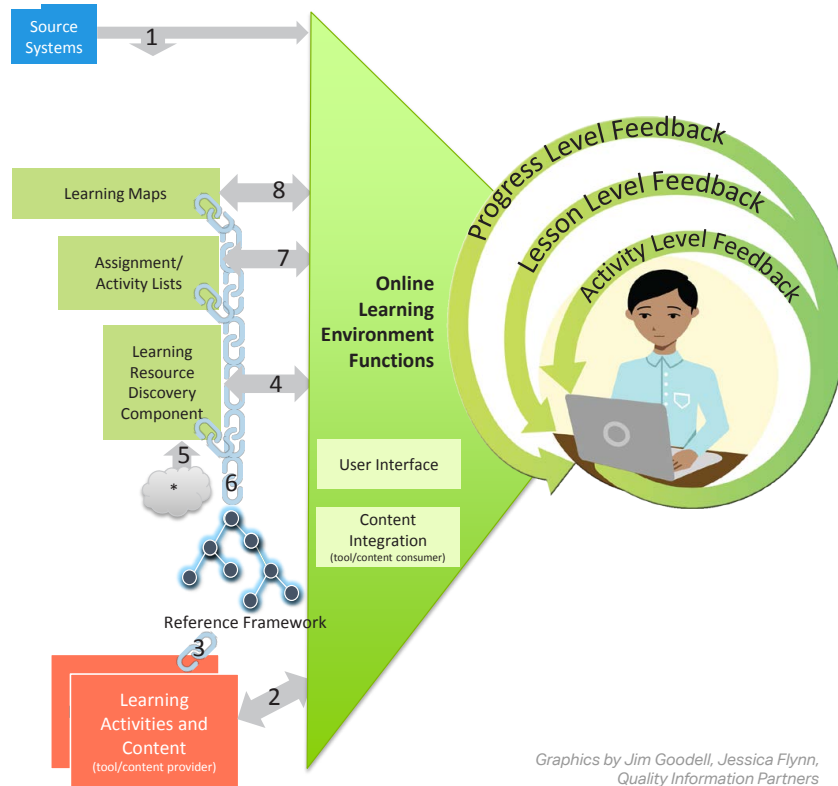 Source
Systems
1
Learning Maps
8
Assignment/
Activity Lists
7
Learning
Resource
Discovery
Component
4
5
*
6
Reference Framework
3
Learning
Activities and
Content
(tool/content provider)
2
Online
Learning
Environment
Functions
User Interface
Content
Integration
(tool/content consumer)
Progress Level Feedback
Lesson Level Feedback
Activity Level Feedback
Graphics by Jim Goodell, Jessica Flynn,
Quality Information Partners